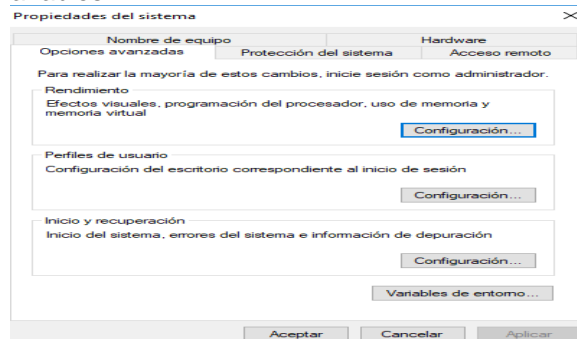 Propiedades del sistema
Nombre de equipo Hardware
Opciones avanzadas Protección del sistema Acceso remoto
Para realizar la mayoría de estos cambios, inicie sesión como administrador.
Rendimiento
Efectos visuales, programación del procesador, uso de memoria y
memoria virtual
Configuración...
Perfiles de usuario
Configuración del escritorio correspondiente al inicio de sesión
Configuración...
Inicio y recuperación
Inicio del sistema, errores del sistema e información de depuración
Configuración...
Variables de entorno...
Aceptar Cancelar Aplicar